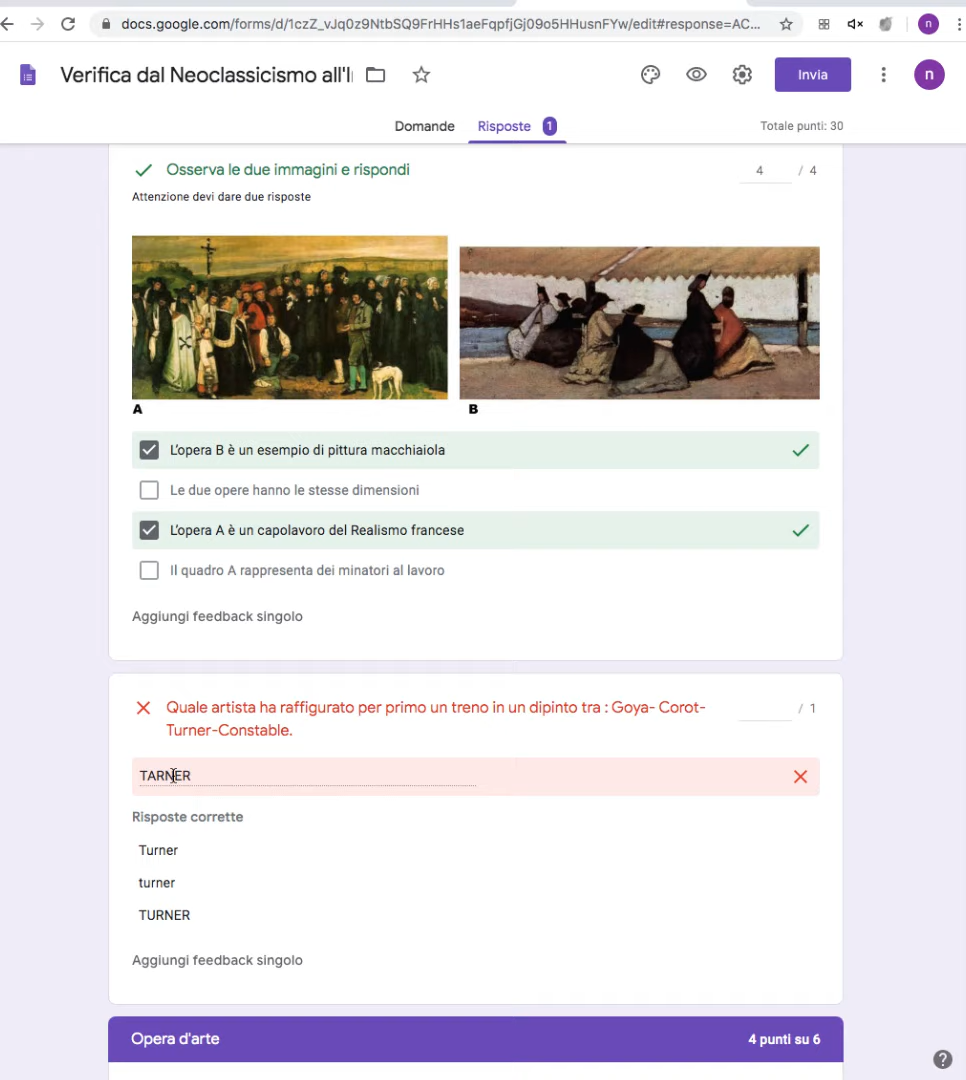 docs.google.com/forms/d/1czZ_vJq0z9NtbSQ9FrHHs1aeFqpfjGj09o5HHusnFYw/edit#response=AC...
n
Verifica dal Neoclassicismo all'I
Invia
n
Domande
Risposte
1
Totale punti: 30
Osserva le due immagini e rispondi
4 / 4
Attenzione devi dare due risposte
A
B
L'opera B è un esempio di pittura macchiaiola
Le due opere hanno le stesse dimensioni
L'opera A è un capolavoro del Realismo francese
Il quadro A rappresenta dei minatori al lavoro
Aggiungi feedback singolo
Quale artista ha raffigurato per primo un treno in un dipinto tra : Goya- Corot-
Turner-Constable.
/ 1
TARNER
Risposte corrette
Turner
turner
TURNER
Aggiungi feedback singolo
Opera d'arte
4 punti su 6